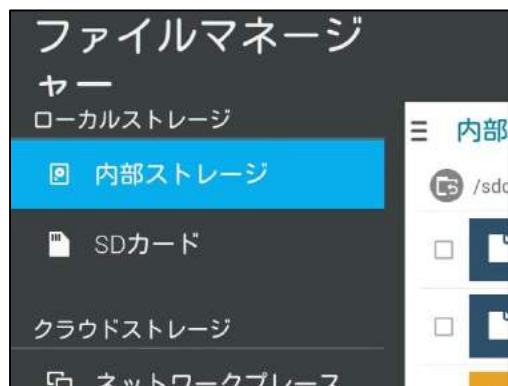 ファイルマネージ
ャー
ローカルストレージ
内部ストレージ
SDカード
クラウドストレージ
ネットワークプレース
内部
/sdc